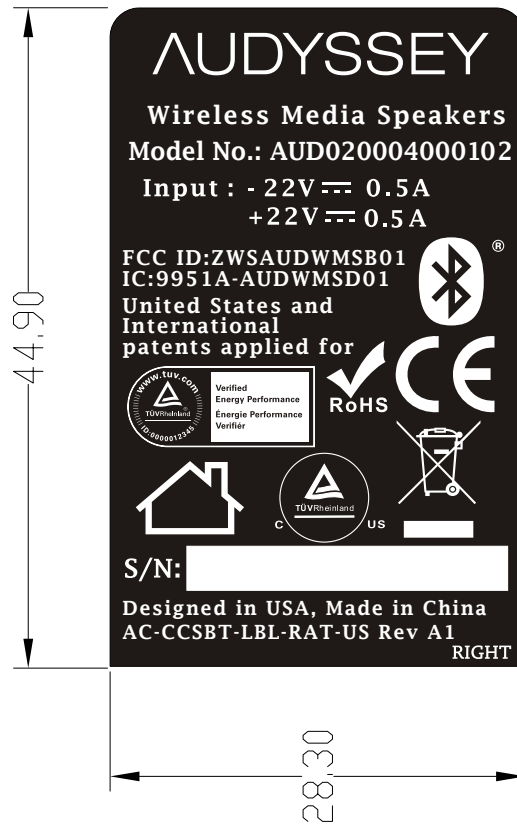 AUDYSSEY
Wireless Media Speakers
Model No.: AUD020004000102
Input : - 22V 0.5A
+22V 0.5A
FCC ID:ZWSAUDWMSB01
IC:9951A-AUDWMSD01
®
United States and
International
patents applied for
CE
RoHS
www.tuv.com
TÜVRheinland®
ID:0000012345
Verified
Energy Performance
Énergie Performance
Verifiér
TÜVRheinland
C US
S/N:
Designed in USA, Made in China
AC-CCSBT-LBL-RAT-US Rev A1
RIGHT
44.90
28.30